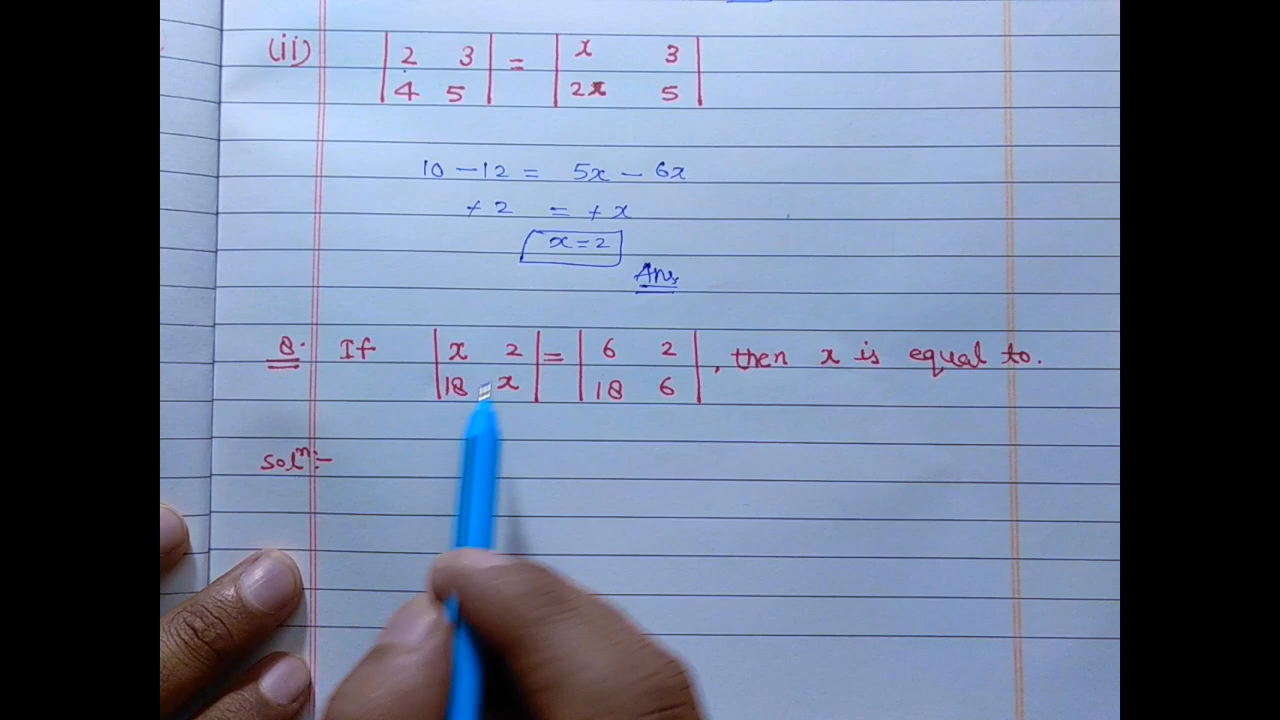 (ii) | 2 3 | = | x 3 |
| 4 5 | | 2x 5 |
10 - 12 = 5x - 6x
+ 2 = + x
x = 2
Ans
8. If | x 2 | = | 6 2 | , then x is equal to.
| 18 x | | 18 6 |
Solⁿ:-